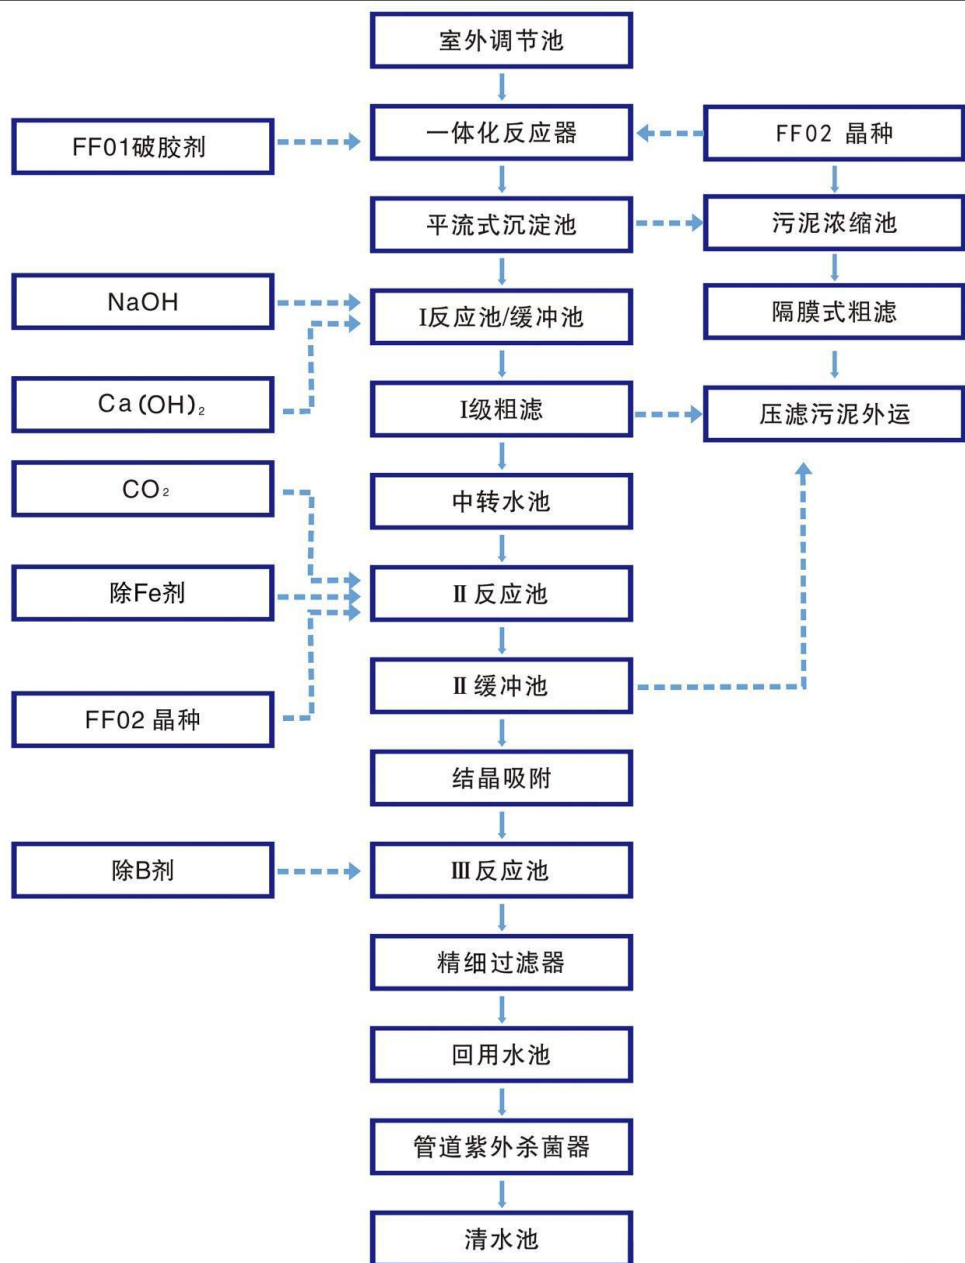 室外调节池
FF01破胶剂
一体化反应器
FF02 晶种
平流式沉淀池
污泥浓缩池
NaOH
I反应池/缓冲池
隔膜式粗滤
Ca(OH)₂
I级粗滤
压滤污泥外运
CO₂
中转水池
除Fe剂
II 反应池
II 缓冲池
FF02 晶种
结晶吸附
除B剂
III 反应池
精细过滤器
回用水池
管道紫外杀菌器
清水池